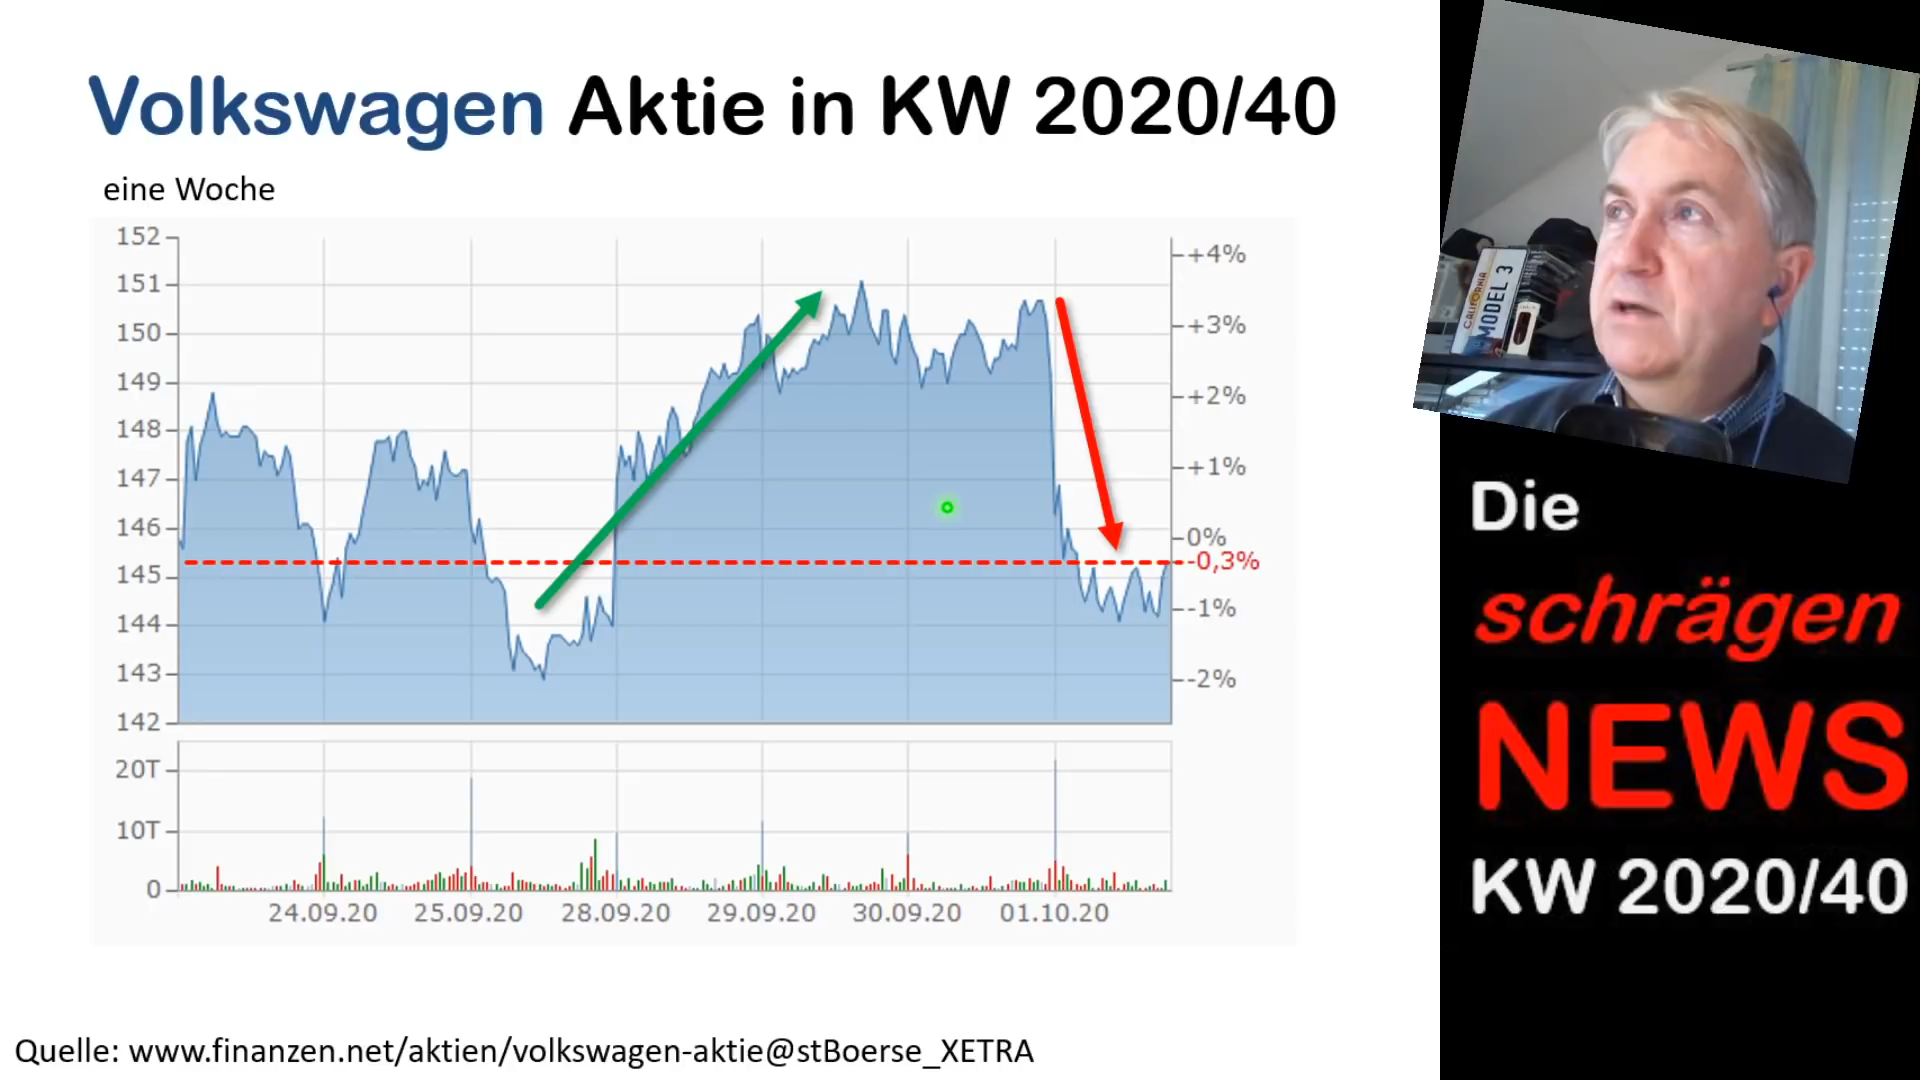 Volkswagen Aktie in KW 2020/40
eine Woche
152
151
150
149
148
147
146
145
144
143
142
+4%
+3%
+2%
+1%
0%
-0,3%
-1%
-2%
20T
10T
0
24.09.20 25.09.20 28.09.20 29.09.20 30.09.20 01.10.20
Quelle: www.finanzen.net/aktien/volkswagen-aktie@stBoerse_XETRA
CALIFORNIA
MODEL 3
Die
schrägen
NEWS
KW 2020/40